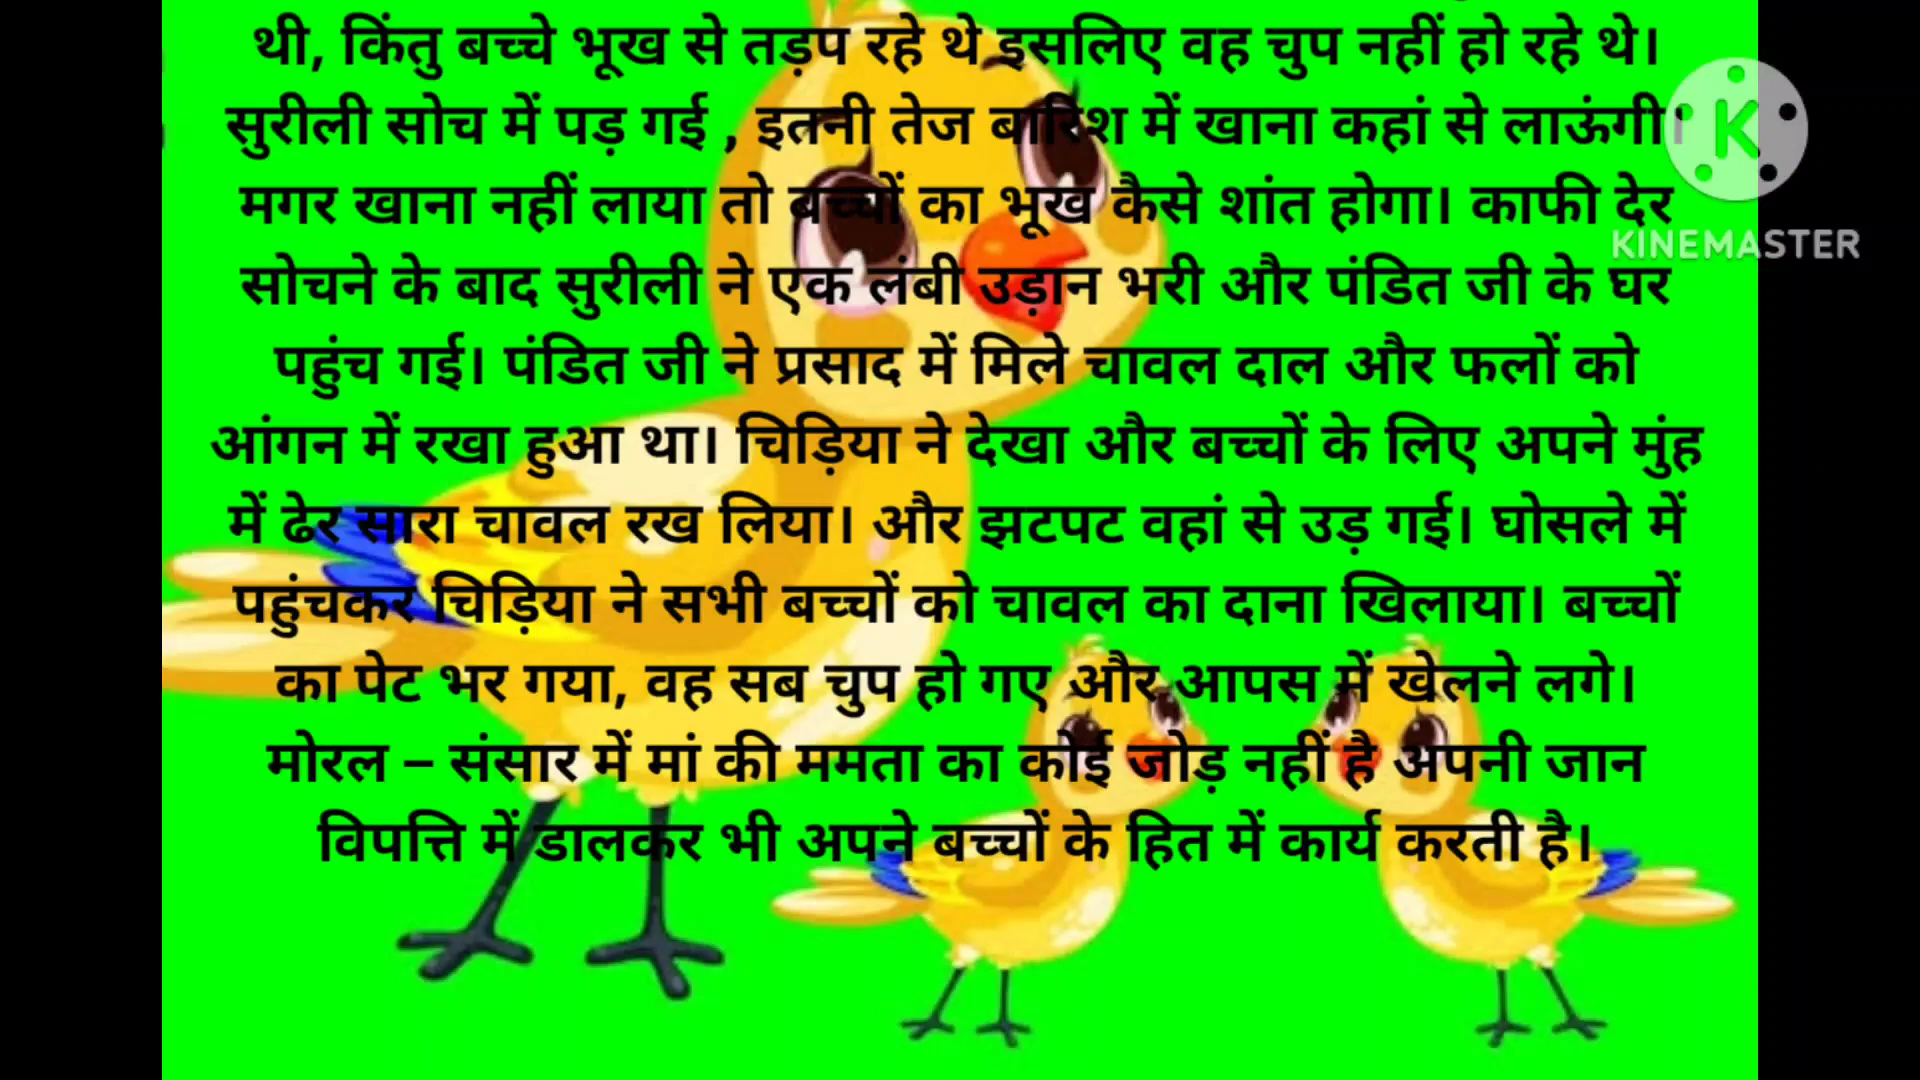 थी, किंतु बच्चे भूख से तड़प रहे थे इसलिए वह चुप नहीं हो रहे थे।
सुरीली सोच में पड़ गई , इतनी तेज बारिश में खाना कहां से लाऊंगी।
मगर खाना नहीं लाया तो बच्चों का भूख कैसे शांत होगा। काफी देर
सोचने के बाद सुरीली ने एक लंबी उड़ान भरी और पंडित जी के घर
पहुंच गई। पंडित जी ने प्रसाद में मिले चावल दाल और फलों को
आंगन में रखा हुआ था। चिड़िया ने देखा और बच्चों के लिए अपने मुंह
में ढेर सारा चावल रख लिया। और झटपट वहां से उड़ गई। घोसले में
पहुंचकर चिड़िया ने सभी बच्चों को चावल का दाना खिलाया। बच्चों
का पेट भर गया, वह सब चुप हो गए और आपस में खेलने लगे।
मोरल – संसार में मां की ममता का कोई जोड़ नहीं है अपनी जान
विपत्ति में डालकर भी अपने बच्चों के हित में कार्य करती है।
K
KINEMASTER